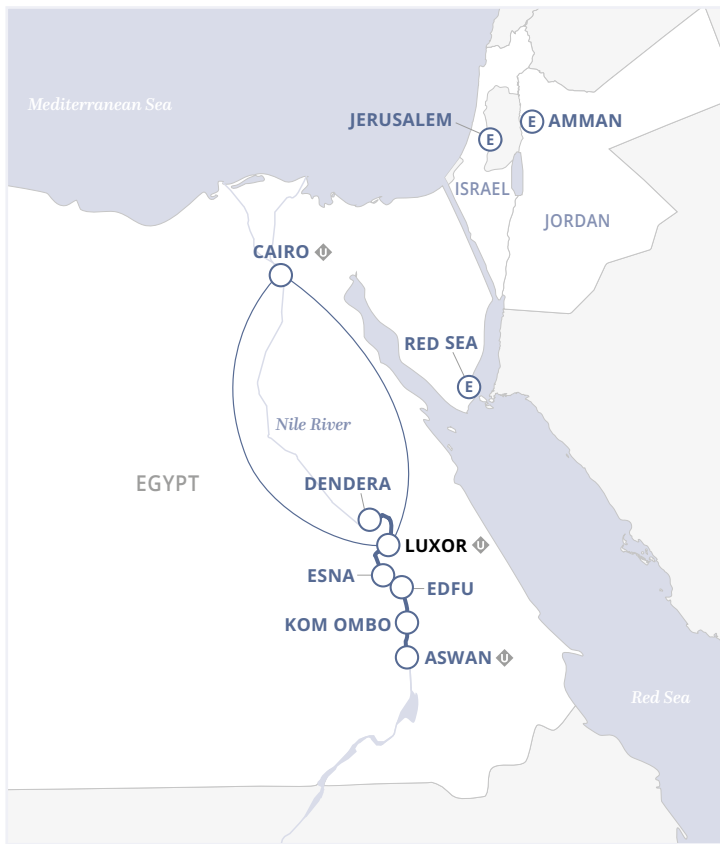 Mediterranean Sea
JERUSALEM
E
E
AMMAN
ISRAEL
JORDAN
CAIRO U
RED SEA
E
Nile River
EGYPT
DENDERA
LUXOR U
ESNA
EDFU
KOM OMBO
ASWAN U
Red Sea